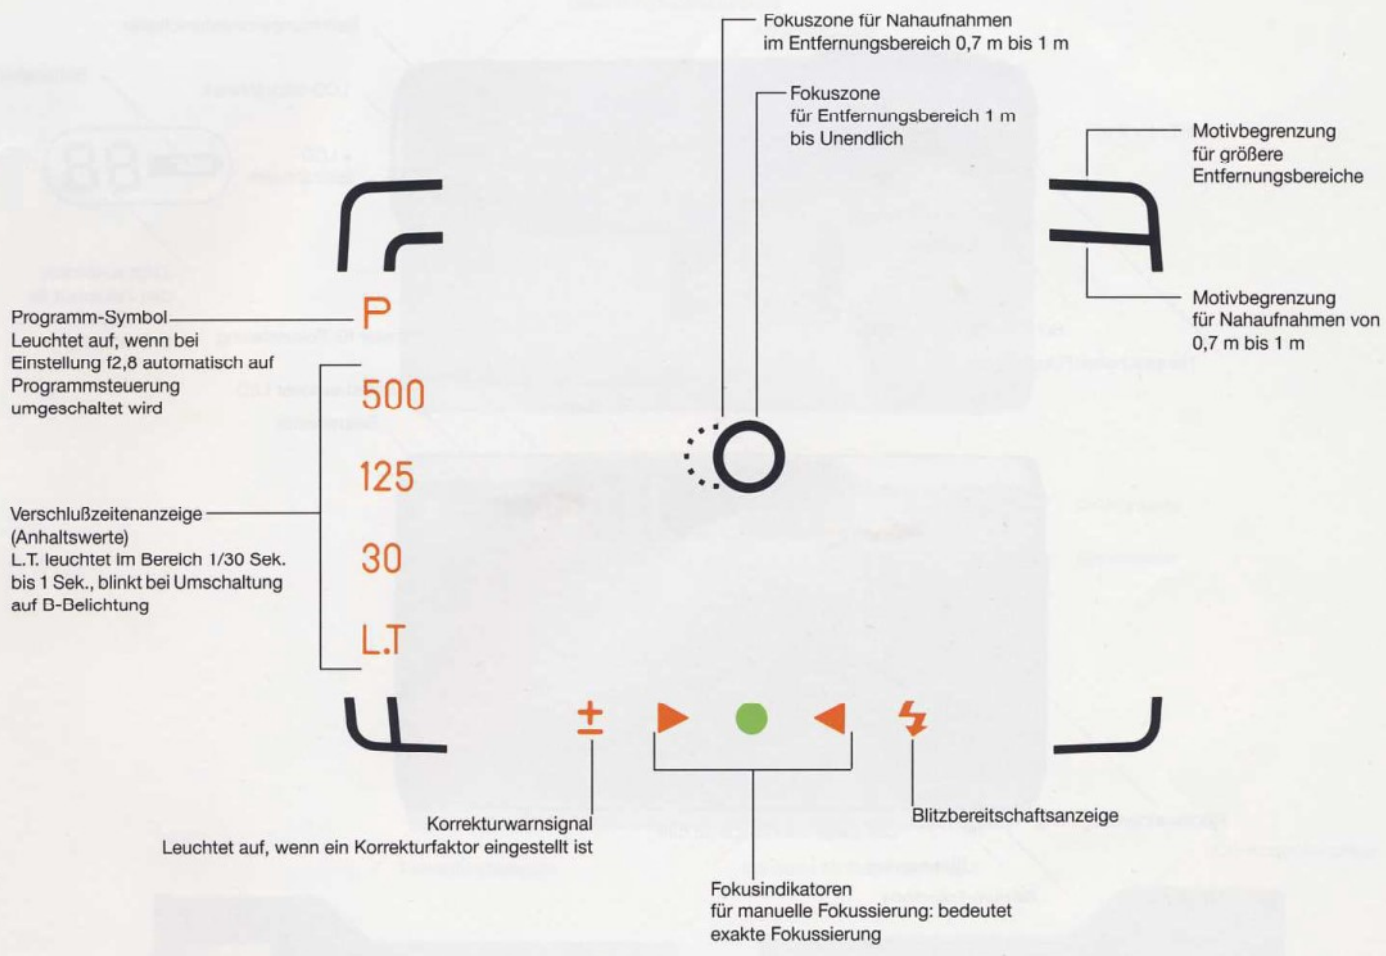 Fokuszone für Nahaufnahmen
im Entfernungsbereich 0,7 m bis 1 m
Fokuszone
für Entfernungsbereich 1 m
bis Unendlich
Motivbegrenzung
für größere
Entfernungsbereiche
Motivbegrenzung
für Nahaufnahmen von
0,7 m bis 1 m
Programm-Symbol
Leuchtet auf, wenn bei
Einstellung f2,8 automatisch auf
Programmsteuerung
umgeschaltet wird
P
500
125
30
L.T
Verschlußzeitenanzeige
(Anhaltswerte)
L.T. leuchtet im Bereich 1/30 Sek.
bis 1 Sek., blinkt bei Umschaltung
auf B-Belichtung
±
Korrekturwarnsignal
Leuchtet auf, wenn ein Korrekturfaktor eingestellt ist
Fokusindikatoren
für manuelle Fokussierung: bedeutet
exakte Fokussierung
Blitzbereitschaftsanzeige